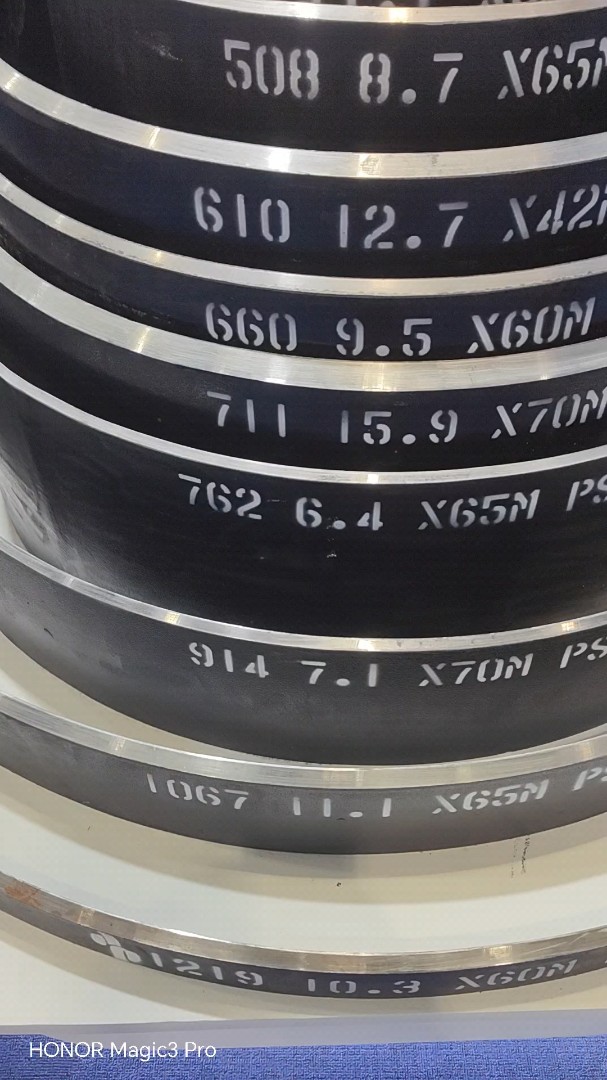 508 8.7 X65M
610 12.7 X42M
660 9.5 X60M
711 15.9 X70M
762 6.4 X65M PS
914 7.1 X70M PS
1067 11.1 X65M PS
1219 10.3 X60M
HONOR Magic3 Pro